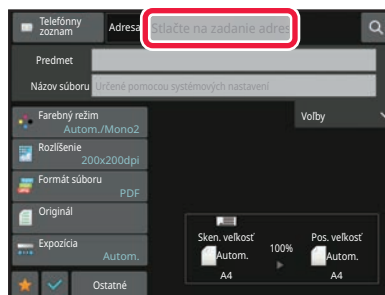 Telefónny zoznam
Adresa
Stlačte na zadanie adres
Predmet
Názov súboru
Určené pomocou systémových nastavení
Farebný režim
Autom./Mono2
Voľby
Rozlíšenie
200x200dpi
Formát súboru
PDF
Originál
Expozícia
Autom.
Sken. veľkosť
100%
Pos. veľkosť
Autom.
Autom.
A4
A4
Ostatné